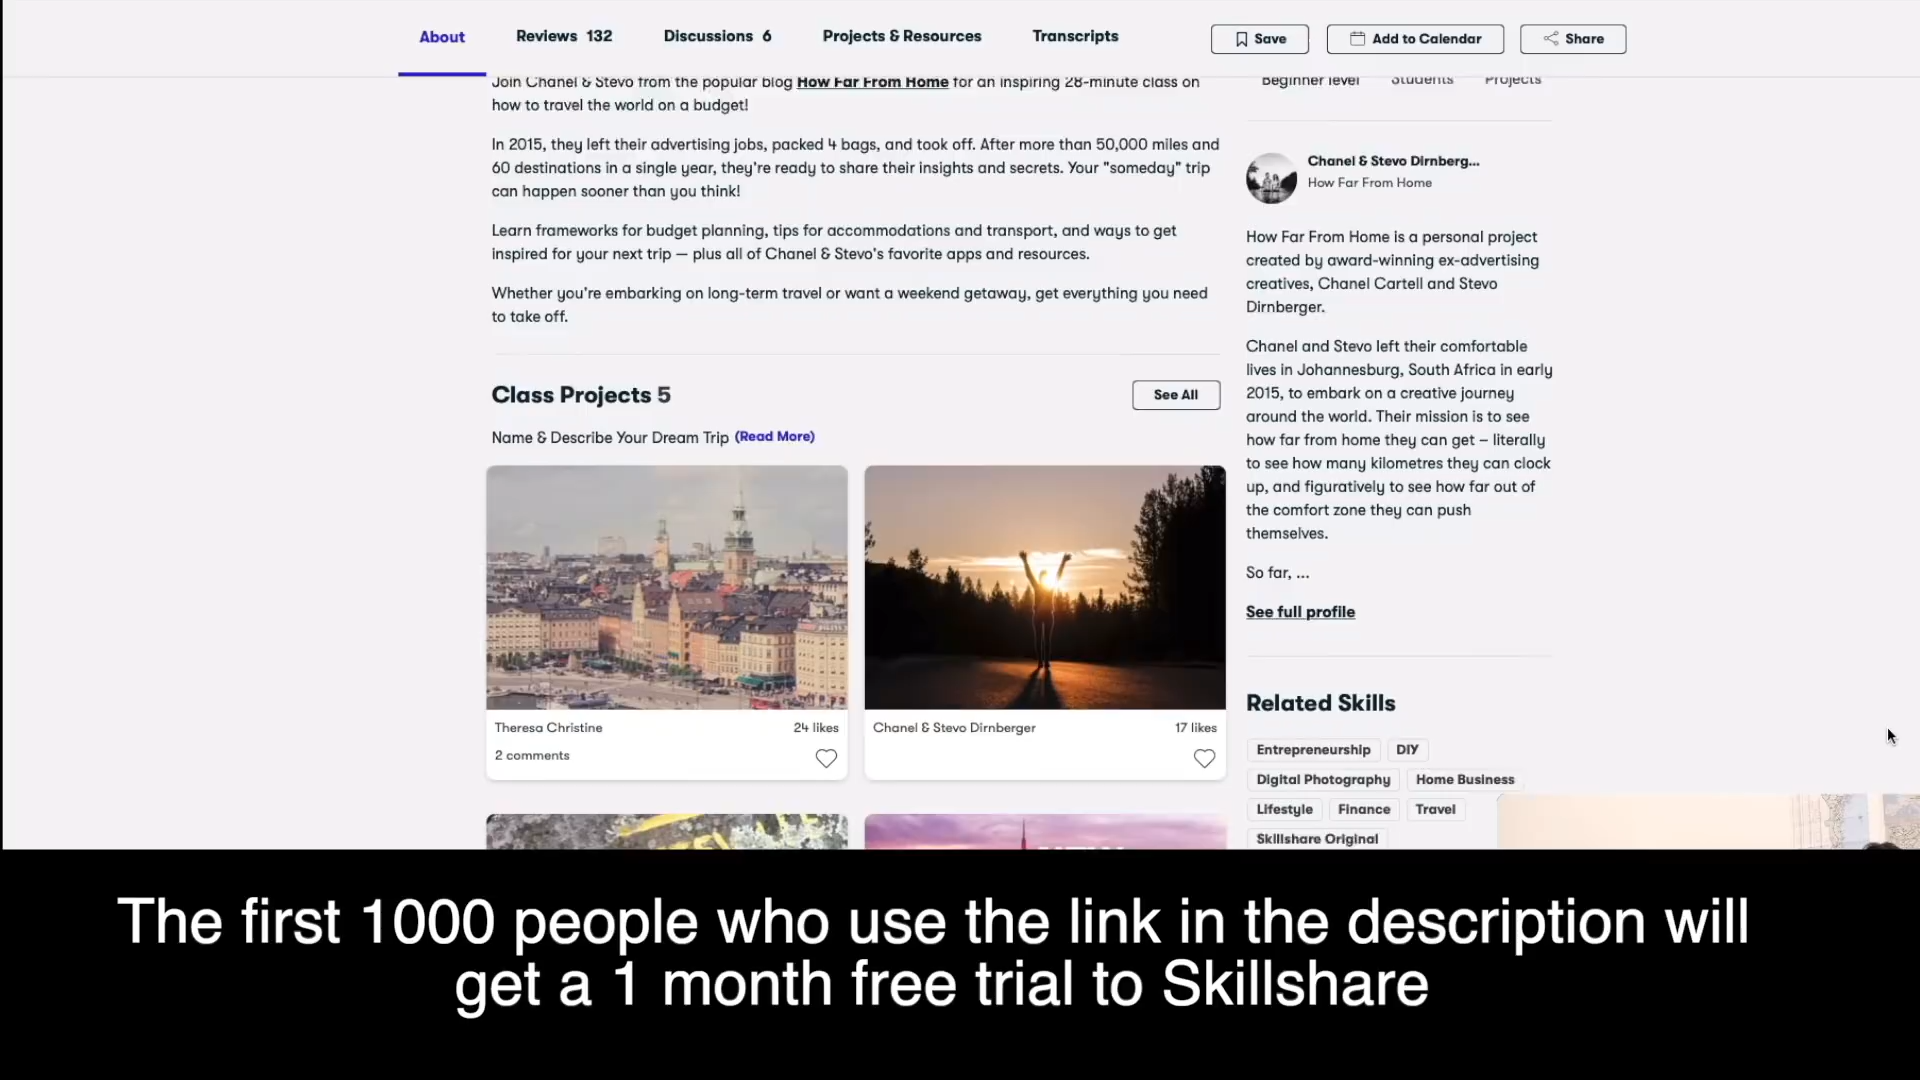 About
Reviews 132
Discussions 6
Projects & Resources
Transcripts
Save
Add to Calendar
Share
Join Chanel & Stevo from the popular blog How Far From Home for an inspiring 28-minute class on
how to travel the world on a budget!
In 2015, they left their advertising jobs, packed 4 bags, and took off. After more than 50,000 miles and
60 destinations in a single year, they're ready to share their insights and secrets. Your "someday" trip
can happen sooner than you think!
Learn frameworks for budget planning, tips for accommodations and transport, and ways to get
inspired for your next trip — plus all of Chanel & Stevo's favorite apps and resources.
Whether you're embarking on long-term travel or want a weekend getaway, get everything you need
to take off.
Class Projects 5
See All
Name & Describe Your Dream Trip (Read More)
Theresa Christine
24 likes
2 comments
Chanel & Stevo Dirnberger
17 likes
Beginner level
Students
Projects
Chanel & Stevo Dirnberg...
How Far From Home
How Far From Home is a personal project
created by award-winning ex-advertising
creatives, Chanel Cartell and Stevo
Dirnberger.
Chanel and Stevo left their comfortable
lives in Johannesburg, South Africa in early
2015, to embark on a creative journey
around the world. Their mission is to see
how far from home they can get – literally
to see how many kilometres they can clock
up, and figuratively to see how far out of
the comfort zone they can push
themselves.
So far, ...
See full profile
Related Skills
Entrepreneurship
DIY
Digital Photography
Home Business
Lifestyle
Finance
Travel
Skillshare Original
The first 1000 people who use the link in the description will
get a 1 month free trial to Skillshare